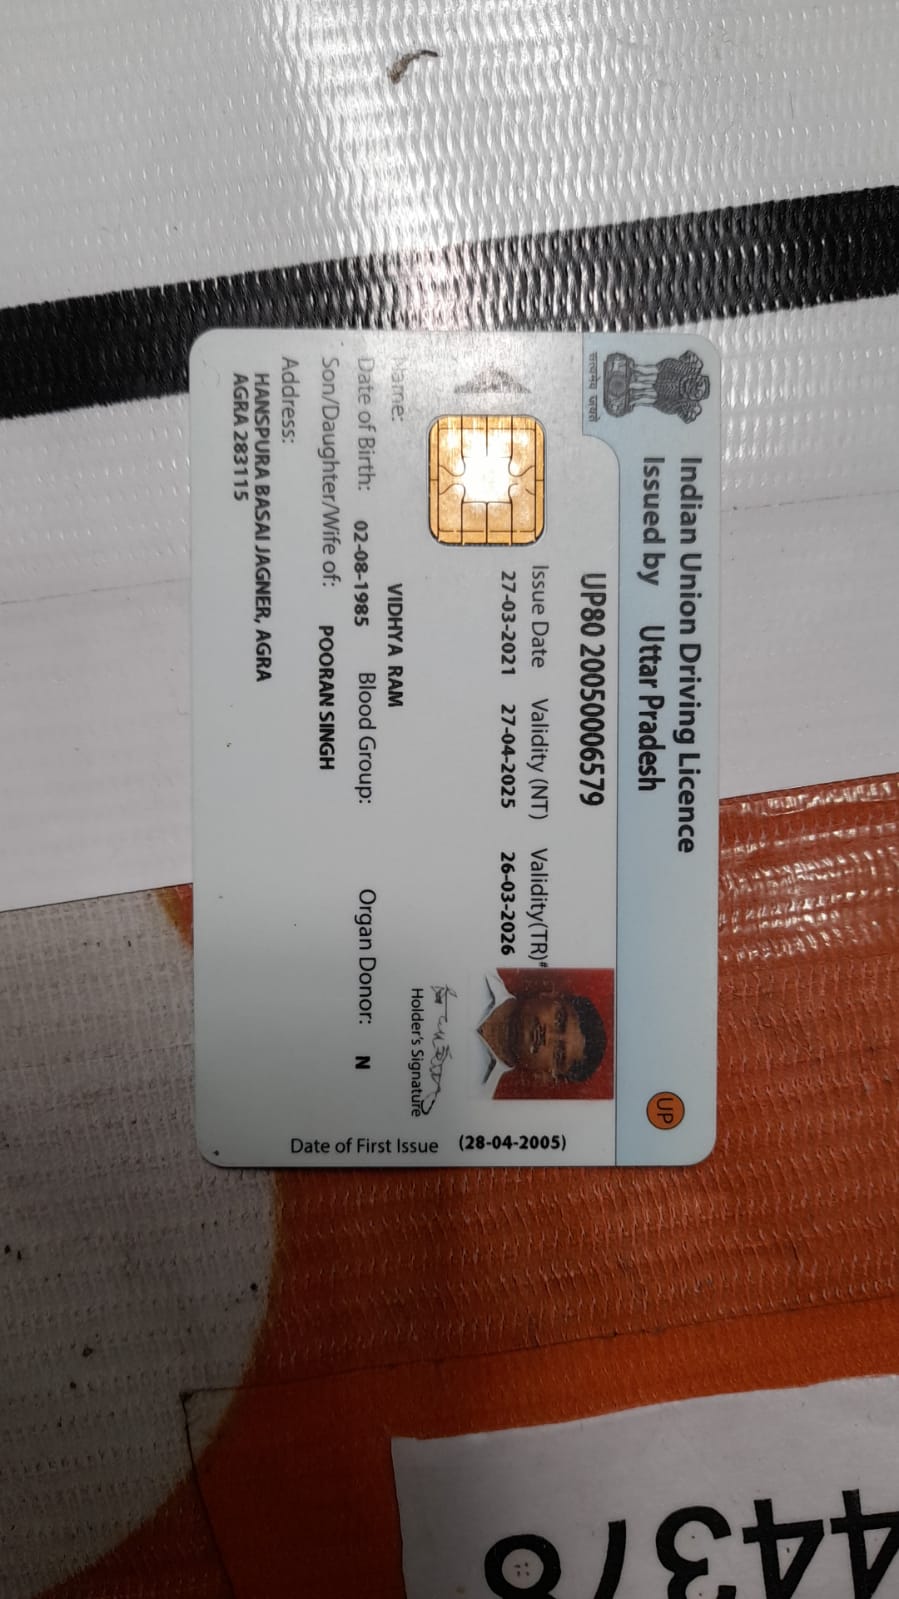 सत्यमेव जयते
Indian Union Driving Licence
Issued by Uttar Pradesh
UP
UP80 20050006579
Issue Date Validity (NT) Validity(TR)#
27-03-2021 27-04-2025 26-03-2026
Holder's Signature
Date of First Issue (28-04-2005)
Name: VIDHYA RAM
Date of Birth: 02-08-1985 Blood Group: Organ Donor: N
Son/Daughter/Wife of: POORAN SINGH
Address:
HANSPURA BASAI JAGNER, AGRA
AGRA 283115